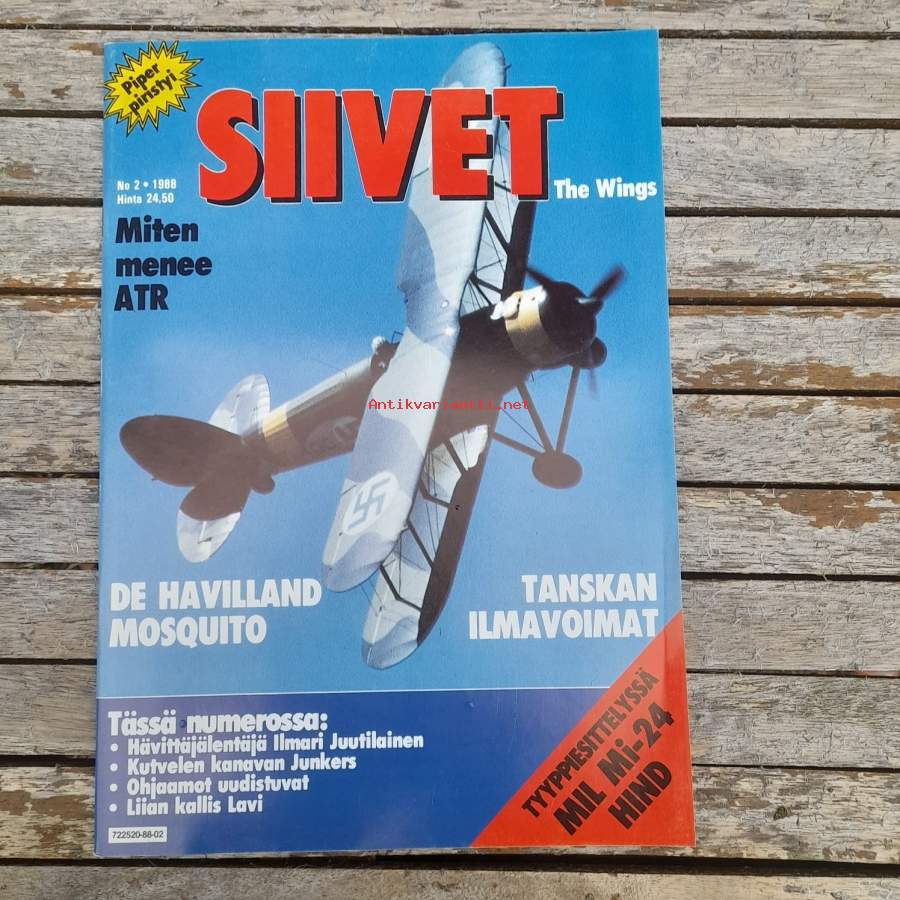 Piper
piristyi
SIIVET
The Wings
No 2 • 1988
Hinta 24,50
Miten
menee
ATR
Antikvariaatti.net
DE HAVILLAND
MOSQUITO
TANSKAN
ILMAVOIMAT
Tässä numerossa:
• Hävittäjälentäjä Ilmari Juutilainen
• Kutvelen kanavan Junkers
• Ohjaamot uudistuvat
• Liian kallis Lavi
TYYPPIESITTELYSSÄ
MIL Mi-24
HIND
722520-88-02